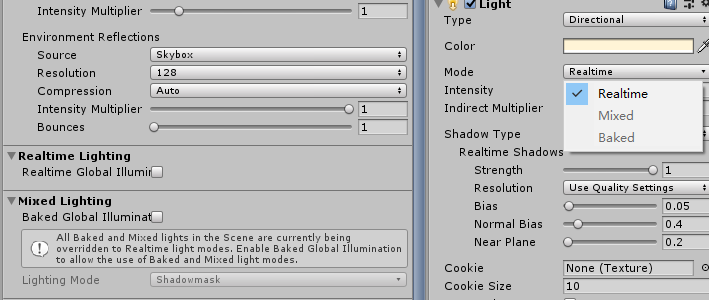 Intensity Multiplier 1
Environment Reflections
Source Skybox
Resolution 128
Compression Auto
Intensity Multiplier 1
Bounces 1
Realtime Lighting
Realtime Global Illumin
Mixed Lighting
Baked Global Illuminat
All Baked and Mixed lights in the Scene are currently being
overridden to Realtime light modes. Enable Baked Global Illumination
to allow the use of Baked and Mixed light modes.
Lighting Mode Shadowmask
Light
Type Directional
Color
Mode Realtime
Intensity
Realtime
Indirect Multiplier
Mixed
Baked
Shadow Type
Realtime Shadows
Strength 1
Resolution Use Quality Settings
Bias 0.05
Normal Bias 0.4
Near Plane 0.2
Cookie None (Texture)
Cookie Size 10